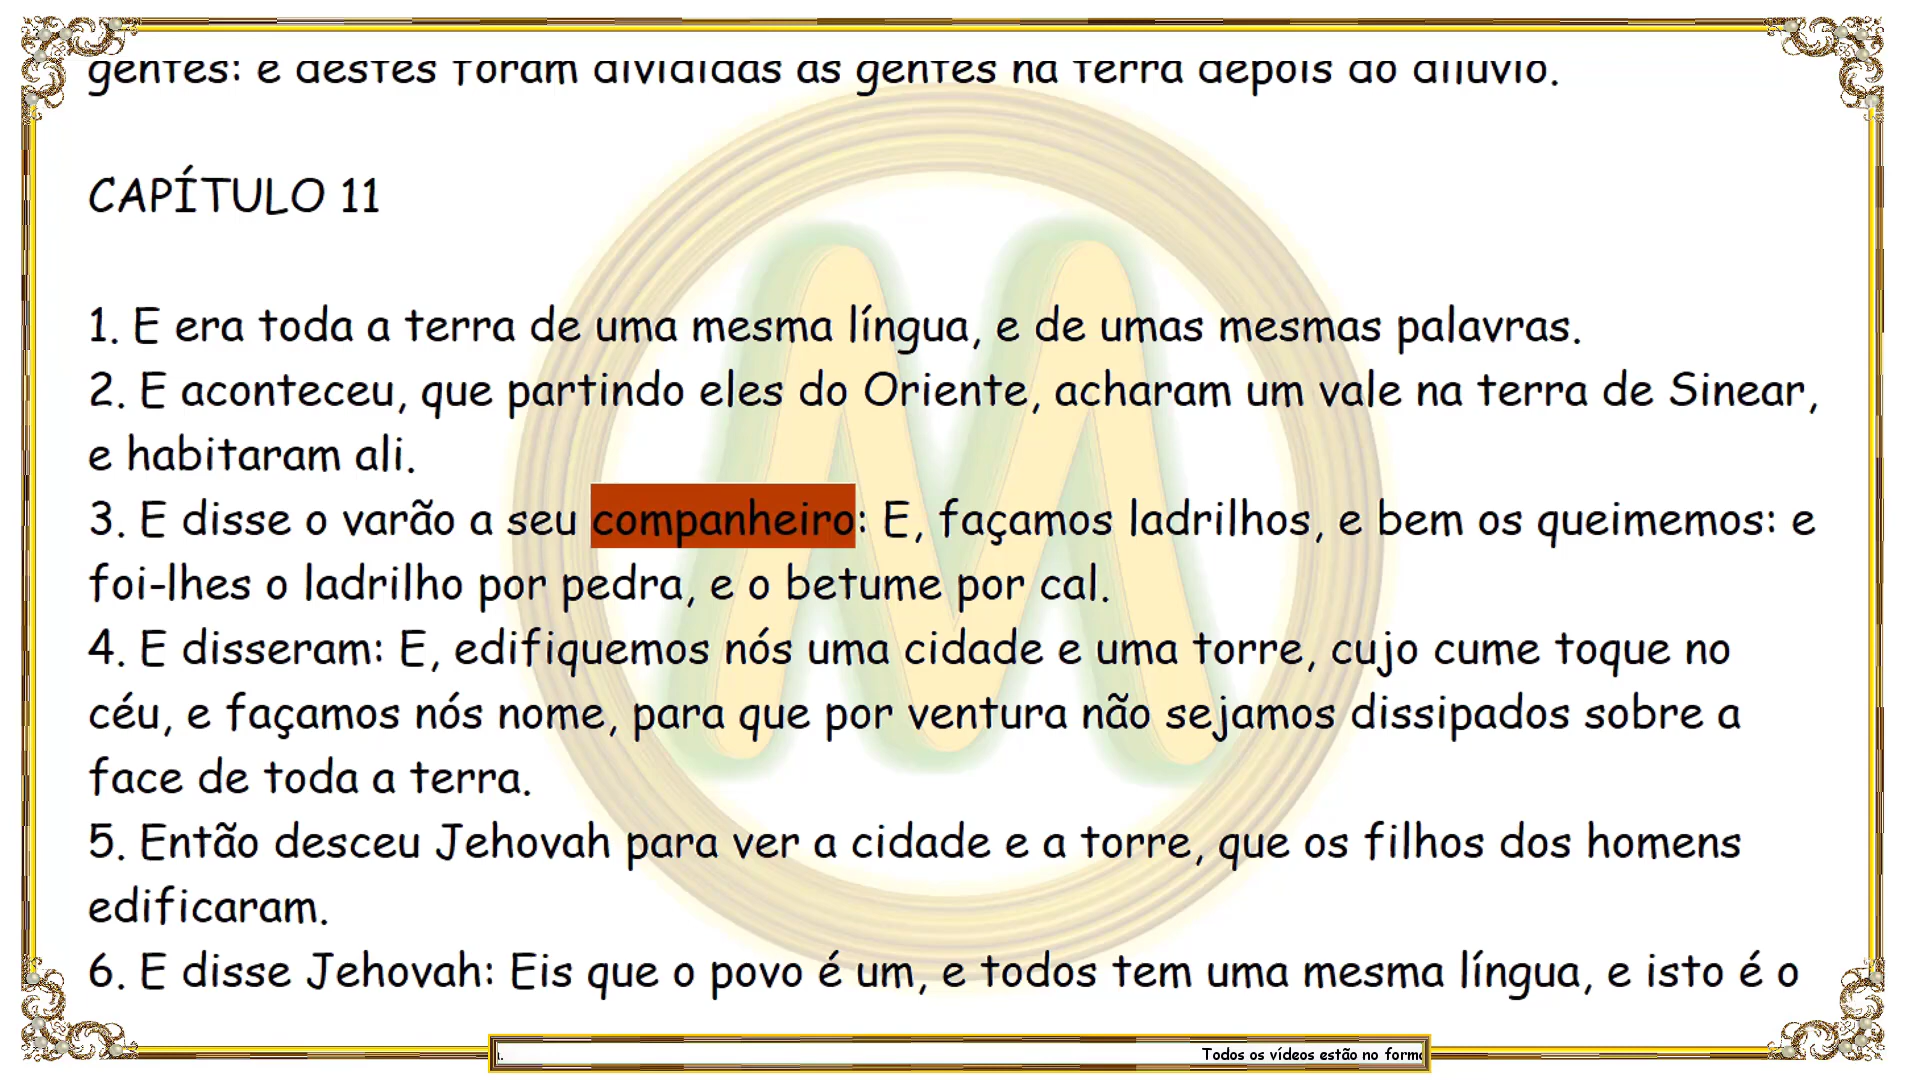 gentes: e destes foram divididas as gentes na terra depois do dilúvio.
CAPÍTULO 11
1. E era toda a terra de uma mesma língua, e de umas mesmas palavras.
2. E aconteceu, que partindo eles do Oriente, acharam um vale na terra de Sinear,
e habitaram ali.
3. E disse o varão a seu companheiro: E, façamos ladrilhos, e bem os queimemos: e
foi-lhes o ladrilho por pedra, e o betume por cal.
4. E disseram: E, edifiquemos nós uma cidade e uma torre, cujo cume toque no
céu, e façamos nós nome, para que por ventura não sejamos dissipados sobre a
face de toda a terra.
5. Então desceu Jehovah para ver a cidade e a torre, que os filhos dos homens
edificaram.
6. E disse Jehovah: Eis que o povo é um, e todos tem uma mesma língua, e isto é o
Todos os vídeos estão no